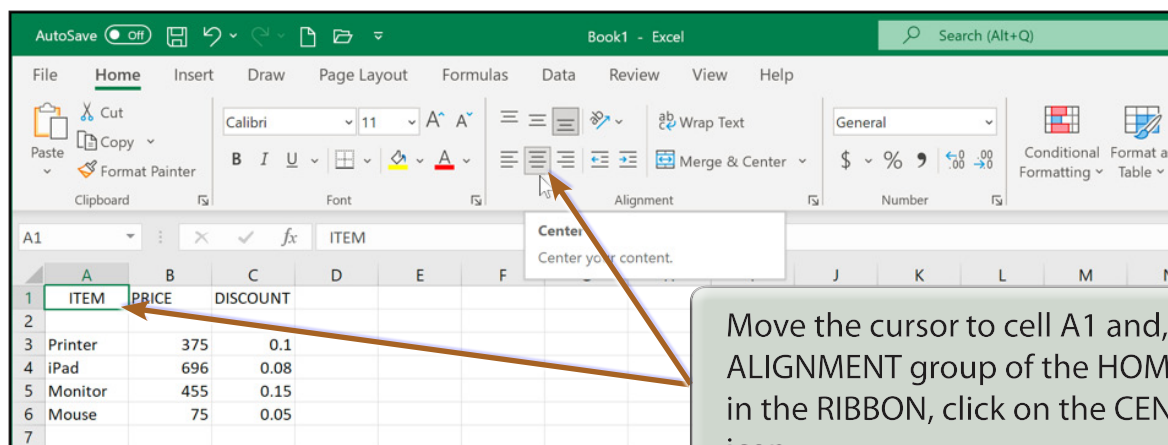 AutoSave Off Book1 - Excel Search (Alt+Q)
File Home Insert Draw Page Layout Formulas Data Review View Help
Cut
Copy
Format Painter
Paste
Clipboard
Calibri 11 A^ A˅
B I U A
Font
ab Wrap Text
Merge & Center
Alignment
General
$ % 9 .00 .00
Number
Conditional Format a
Formatting Table
A1 fx ITEM
Center
Center your content.
A B C D E F J K L M
1 ITEM PRICE DISCOUNT
2
3 Printer 375 0.1
4 iPad 696 0.08
5 Monitor 455 0.15
6 Mouse 75 0.05
7
Move the cursor to cell A1 and,
ALIGNMENT group of the HOM
in the RIBBON, click on the CEN